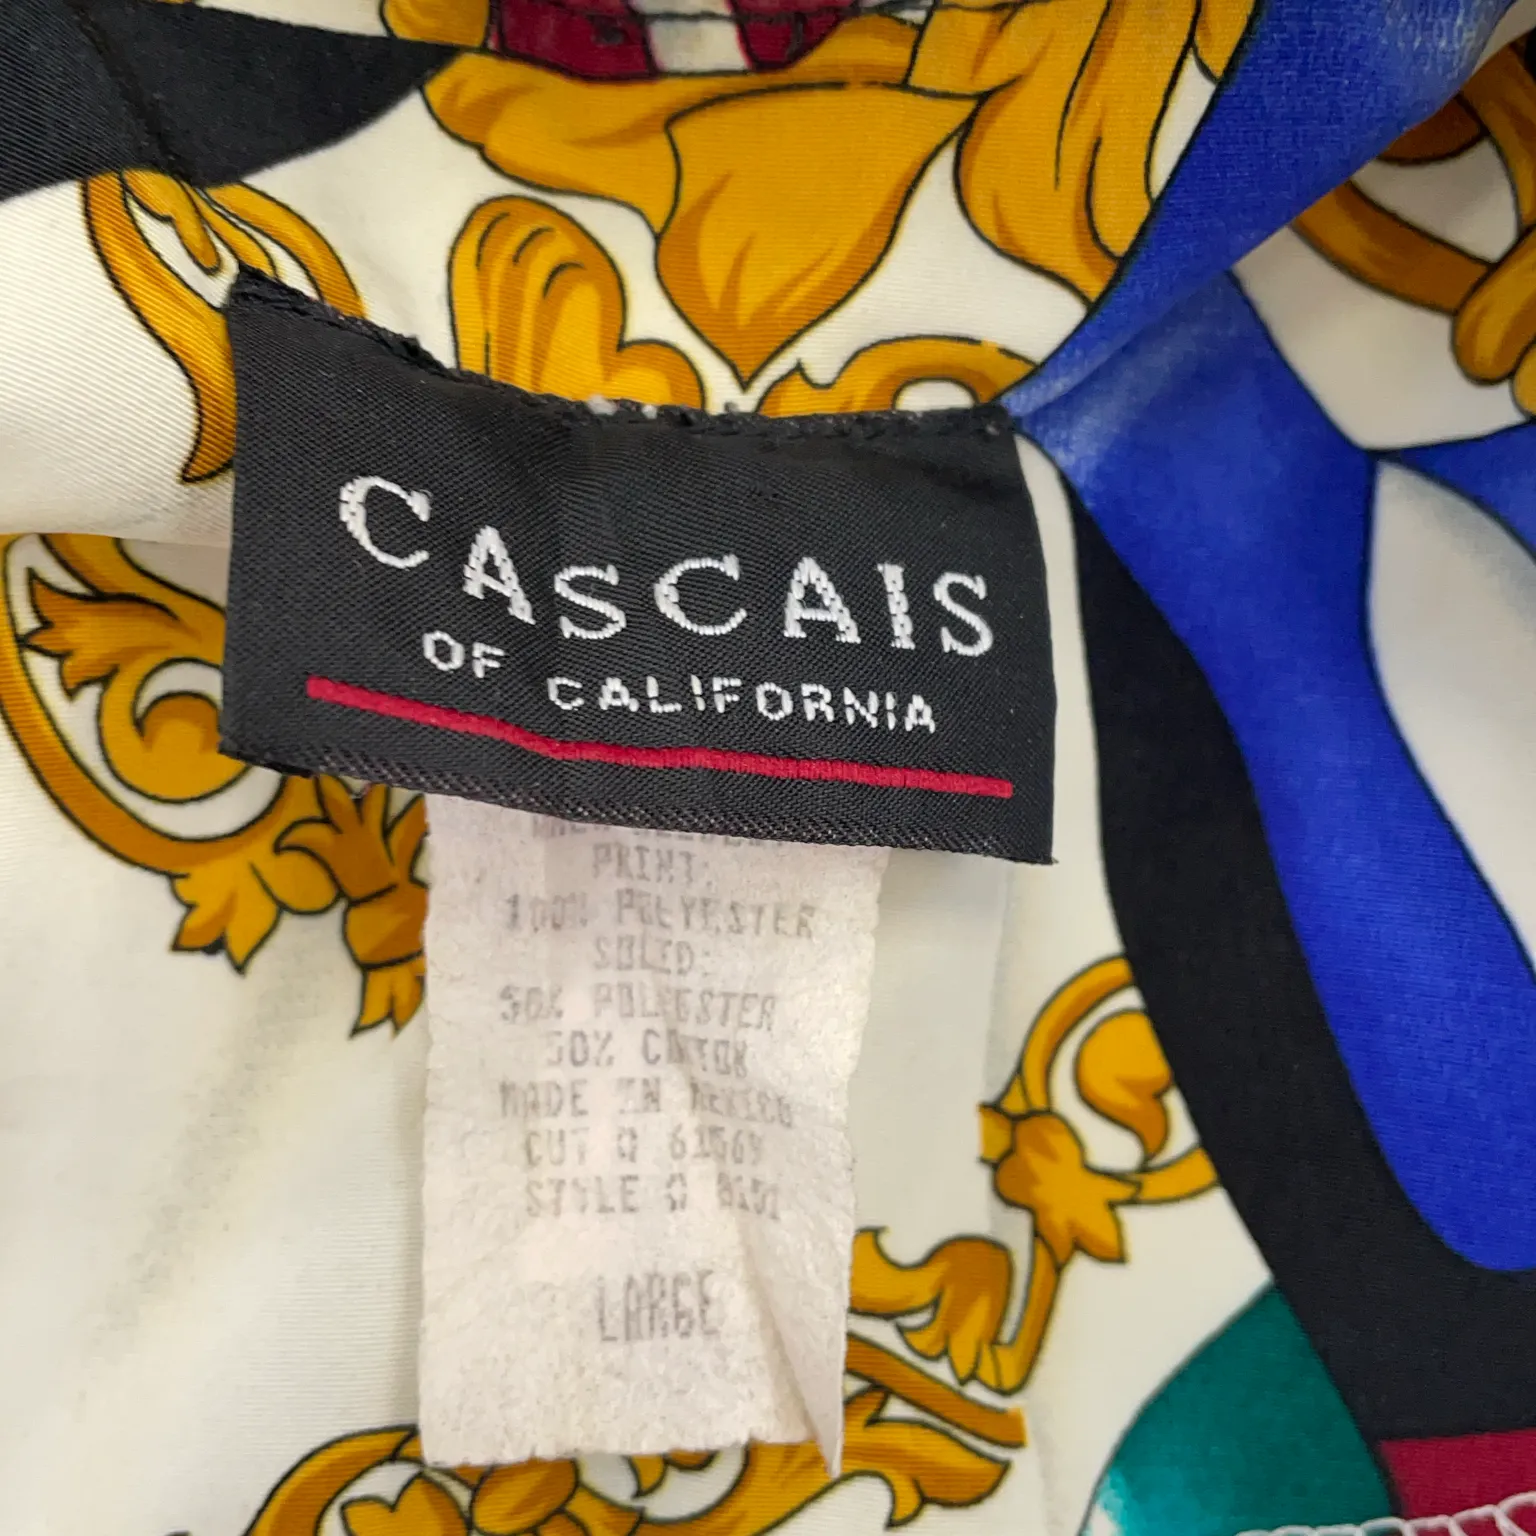 CASCAIS
OF CALIFORNIA
PRINT:
100% POLYESTER
SOLID:
50% POLYESTER
50% COTTON
MADE IN MEXICO
CUT #
STYLE #
LARGE